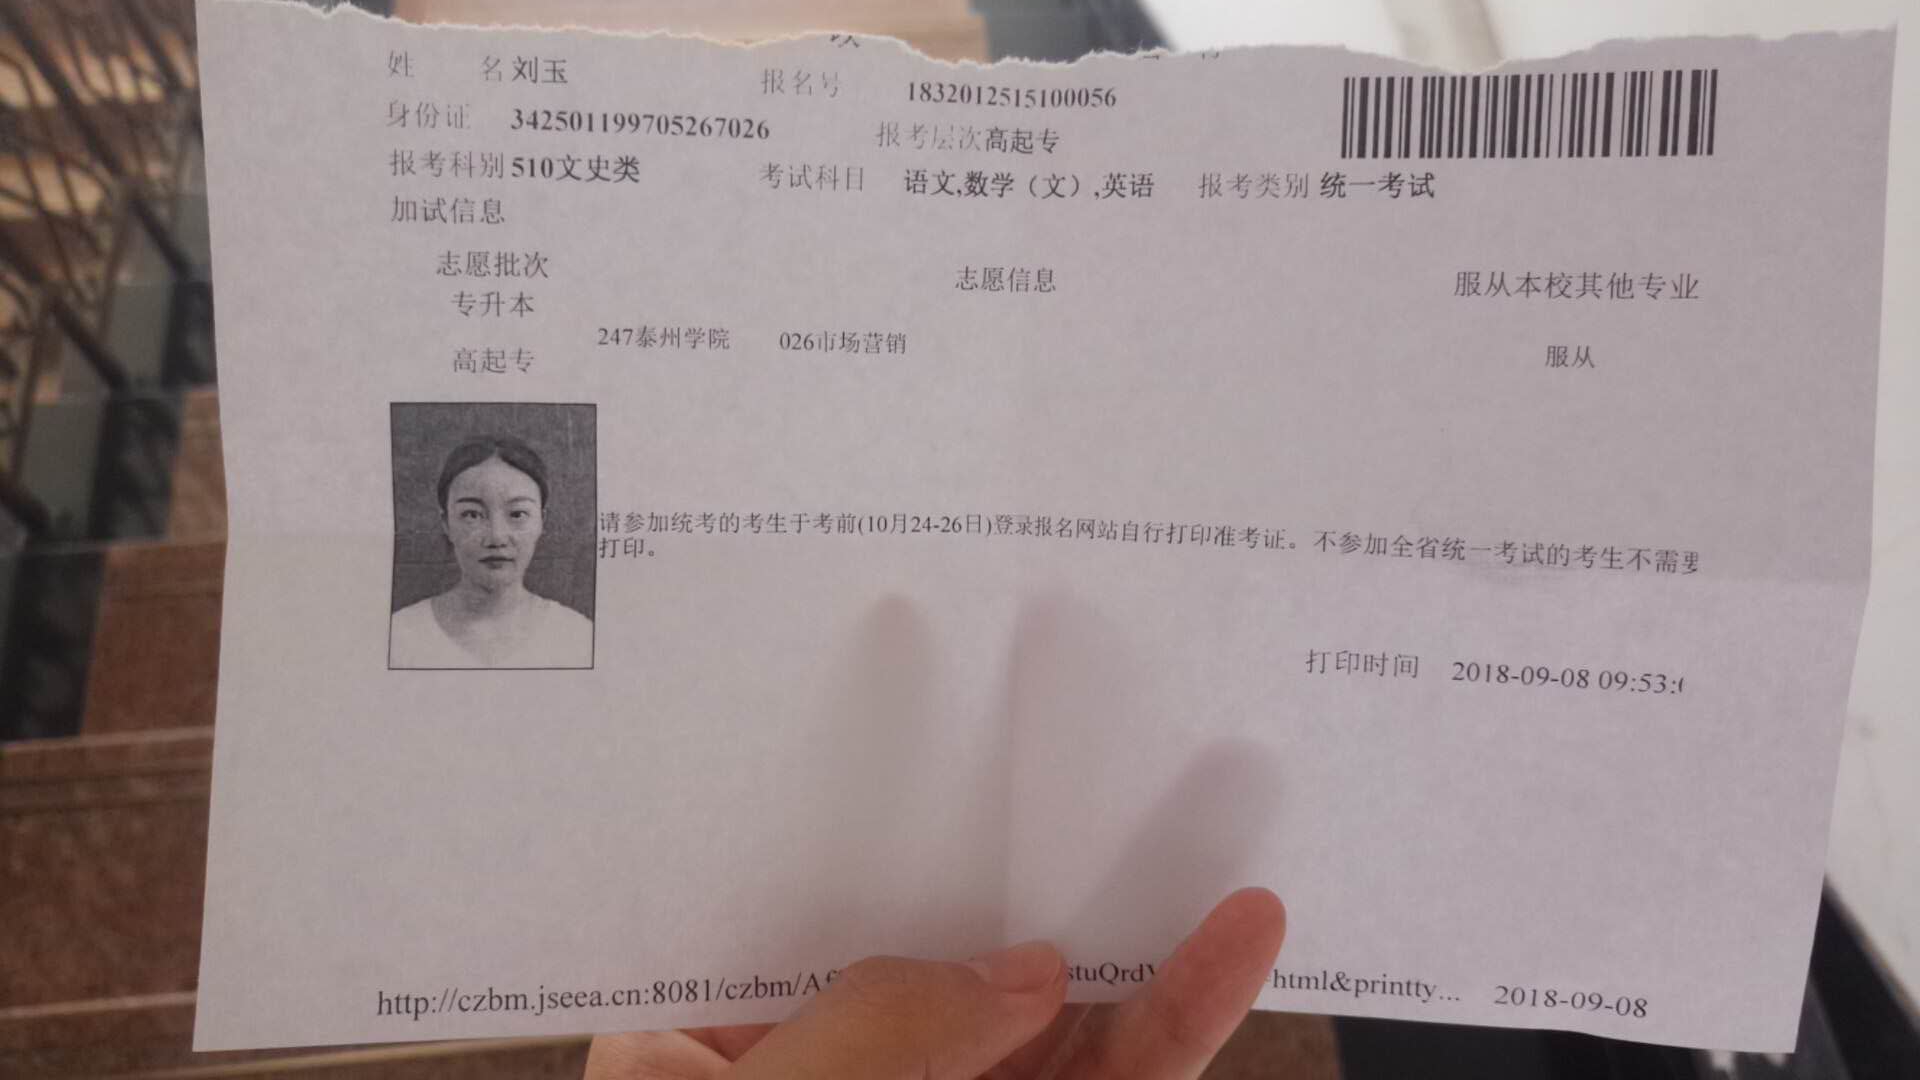 姓 名 刘玉 报名号 1832012515100056
身份证 342501199705267026 报考层次 高起专
报考科别 510文史类 考试科目 语文,数学（文）,英语 报考类别 统一考试
加试信息
志愿批次 志愿信息 服从本校其他专业
专升本
247泰州学院 026市场营销
高起专 服从
请参加统考的考生于考前(10月24-26日)登录报名网站自行打印准考证。不参加全省统一考试的考生不需要
打印。
打印时间 2018-09-08 09:53:
http://czbm.jseea.cn:8081/czbm/A stuQrd html&printty... 2018-09-08